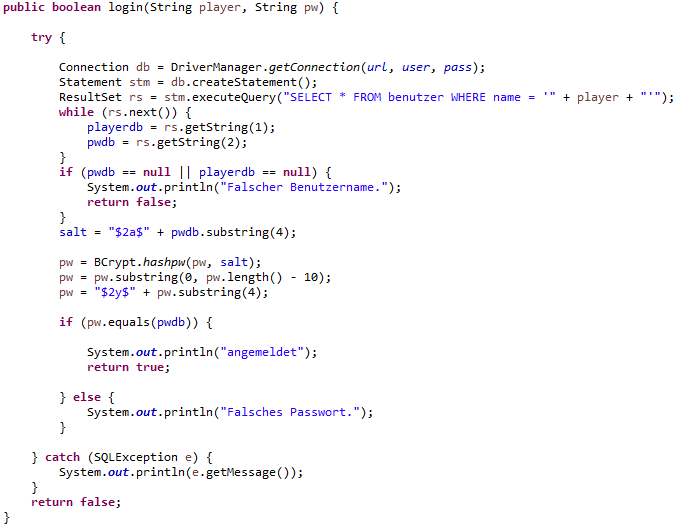 public boolean login(String player, String pw) {
try {
Connection db = DriverManager.getConnection(url, user, pass);
Statement stm = db.createStatement();
ResultSet rs = stm.executeQuery("SELECT * FROM benutzer WHERE name = '" + player + "'");
while (rs.next()) {
playerdb = rs.getString(1);
pwdb = rs.getString(2);
}
if (pwdb == null || playerdb == null) {
System.out.println("Falscher Benutzername.");
return false;
}
salt = "$2a$" + pwdb.substring(4);
pw = BCrypt.hashpw(pw, salt);
pw = pw.substring(0, pw.length() - 10);
pw = "$2y$" + pw.substring(4);
if (pw.equals(pwdb)) {
System.out.println("angemeldet");
return true;
} else {
System.out.println("Falsches Passwort.");
}
} catch (SQLException e) {
System.out.println(e.getMessage());
}
return false;
}